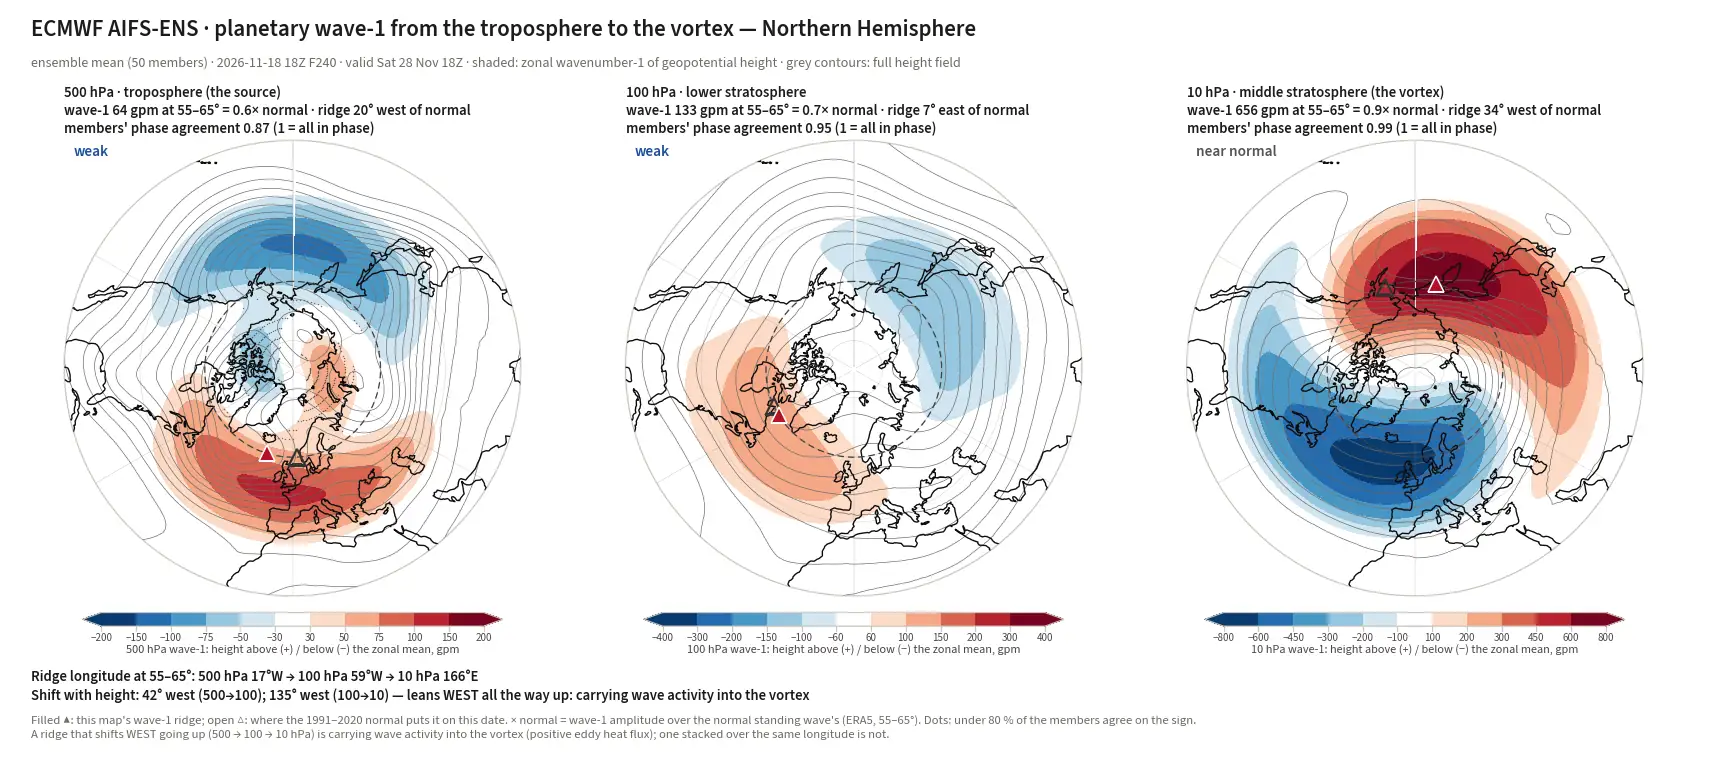 ECMWF AIFS-ENS · planetary wave-1 from the troposphere to the vortex — Northern Hemisphere
ensemble mean (50 members) · 2026-11-18 18Z F240 · valid Sat 28 Nov 18Z · shaded: zonal wavenumber-1 of geopotential height · grey contours: full height field
500 hPa · troposphere (the source)
wave-1 64 gpm at 55–65° = 0.6× normal · ridge 20° west of normal
members' phase agreement 0.87 (1 = all in phase)
weak
100 hPa · lower stratosphere
wave-1 133 gpm at 55–65° = 0.7× normal · ridge 7° east of normal
members' phase agreement 0.95 (1 = all in phase)
weak
10 hPa · middle stratosphere (the vortex)
wave-1 656 gpm at 55–65° = 0.9× normal · ridge 34° west of normal
members' phase agreement 0.99 (1 = all in phase)
near normal
−200 −150 −100 −75 −50 −30 30 50 75 100 150 200
500 hPa wave-1: height above (+) / below (−) the zonal mean, gpm
−400 −300 −200 −150 −100 −60 60 100 150 200 300 400
100 hPa wave-1: height above (+) / below (−) the zonal mean, gpm
−800 −600 −450 −300 −200 −100 100 200 300 450 600 800
10 hPa wave-1: height above (+) / below (−) the zonal mean, gpm
Ridge longitude at 55–65°: 500 hPa 17°W → 100 hPa 59°W → 10 hPa 166°E
Shift with height: 42° west (500→100); 135° west (100→10) — leans WEST all the way up: carrying wave activity into the vortex
Filled ▲: this map's wave-1 ridge; open △: where the 1991–2020 normal puts it on this date. × normal = wave-1 amplitude over the normal standing wave's (ERA5, 55–65°). Dots: under 80 % of the members agree on the sign.
A ridge that shifts WEST going up (500 → 100 → 10 hPa) is carrying wave activity into the vortex (positive eddy heat flux); one stacked over the same longitude is not.